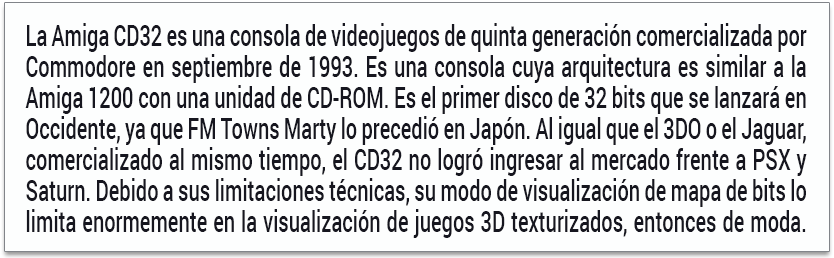 La Amiga CD32 es una consola de videojuegos de quinta generación comercializada por
Commodore en septiembre de 1993. Es una consola cuya arquitectura es similar a la
Amiga 1200 con una unidad de CD-ROM. Es el primer disco de 32 bits que se lanzará en
Occidente, ya que FM Towns Marty lo precedió en Japón. Al igual que el 3DO o el Jaguar,
comercializado al mismo tiempo, el CD32 no logró ingresar al mercado frente a PSX y
Saturn. Debido a sus limitaciones técnicas, su modo de visualización de mapa de bits lo
limita enormemente en la visualización de juegos 3D texturizados, entonces de moda.